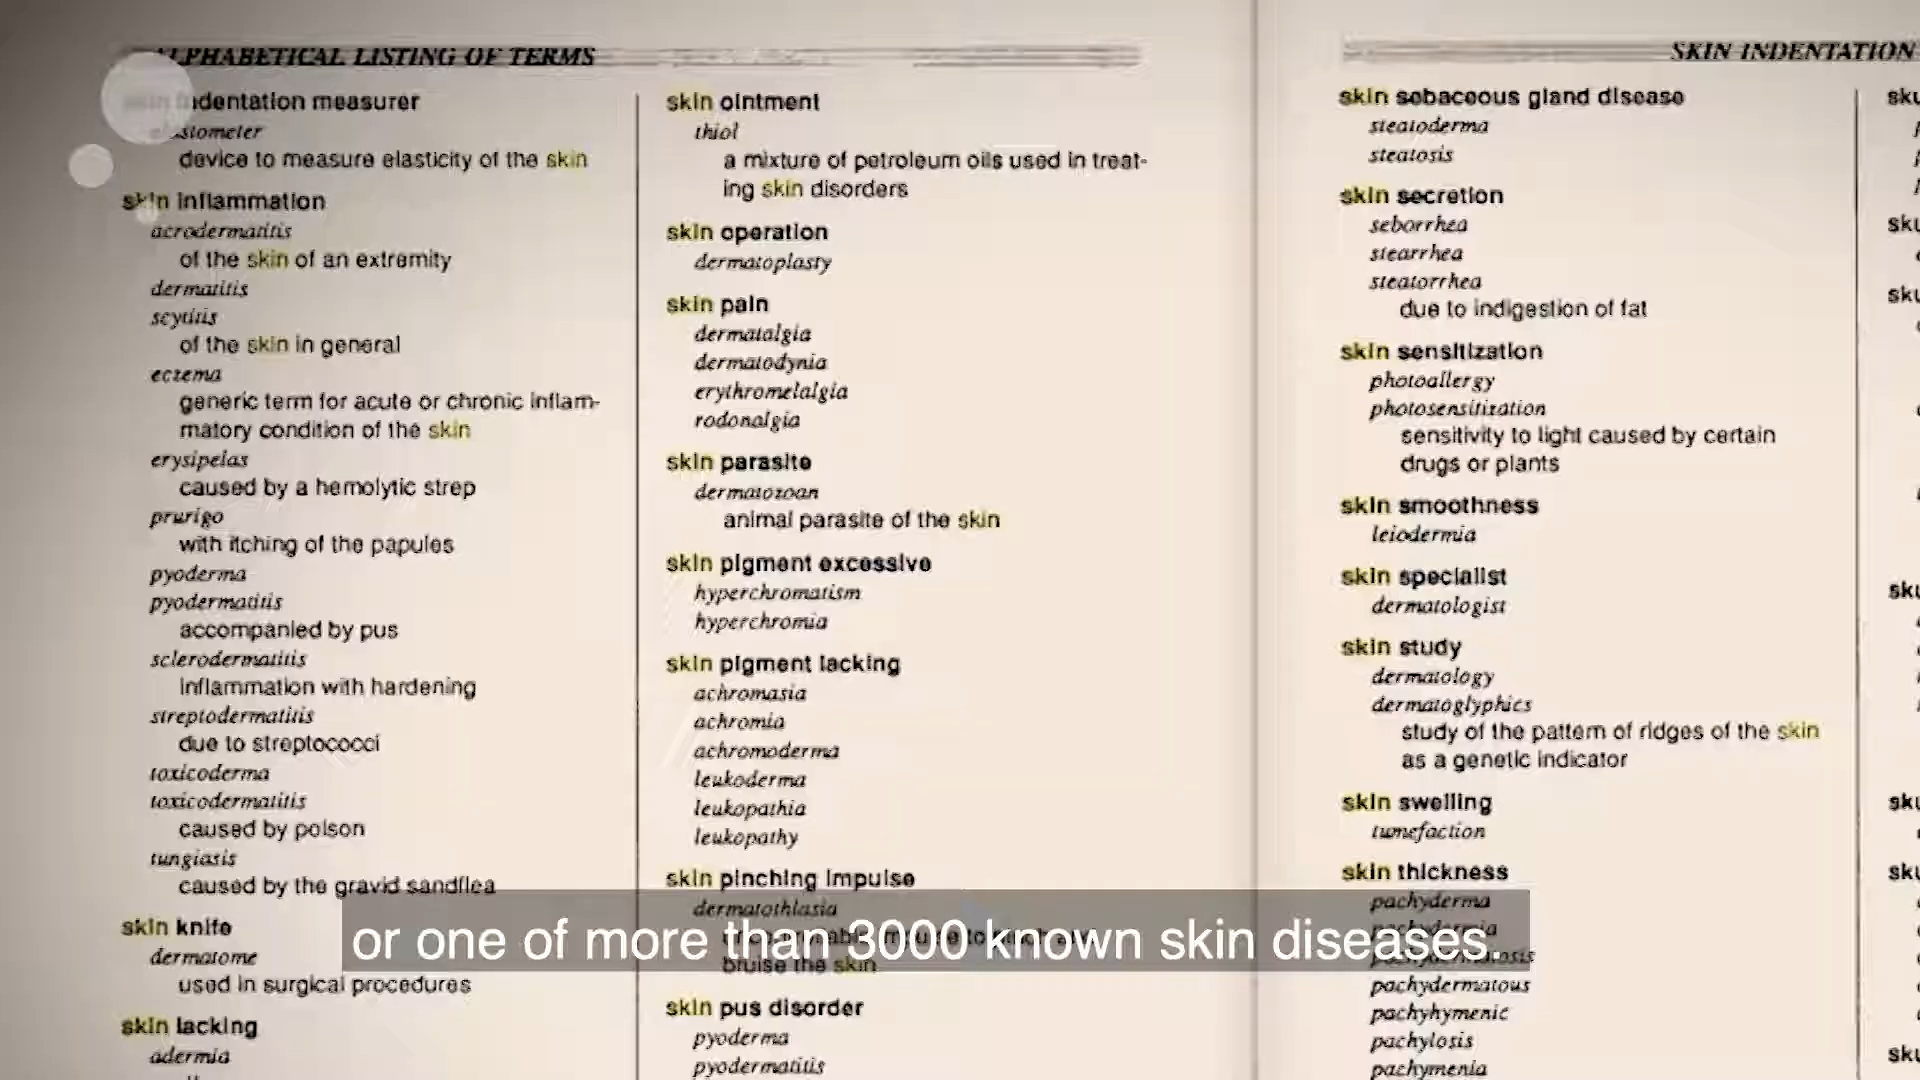 ALPHABETICAL LISTING OF TERMS
skin indentation measurer
elastometer
device to measure elasticity of the skin
skin inflammation
acrodermatitis
of the skin of an extremity
dermatitis
scytitis
of the skin in general
eczema
generic term for acute or chronic inflam-
matory condition of the skin
erysipelas
caused by a hemolytic strep
prurigo
with itching of the papules
pyoderma
pyodermatitis
accompanied by pus
sclerodermatitis
inflammation with hardening
streptodermatitis
due to streptococci
toxicoderma
toxicodermatitis
caused by poison
tungiasis
caused by the gravid sandflea
skin knife
dermatome
used in surgical procedures
skin lacking
adermia
skin ointment
thiol
a mixture of petroleum oils used in treat-
ing skin disorders
skin operation
dermatoplasty
skin pain
dermatalgia
dermatodynia
erythromelalgia
rodonalgia
skin parasite
dermatozoan
animal parasite of the skin
skin pigment excessive
hyperchromatism
hyperchromia
skin pigment lacking
achromasia
achromia
achromoderma
leukoderma
leukopathia
leukopathy
skin pinching impulse
dermatothlasia
bruise the skin
skin pus disorder
pyoderma
pyodermatitis
SKIN INDENTATION
skin sebaceous gland disease
steatoderma
steatosis
skin secretion
seborrhea
stearrhea
steatorrhea
due to indigestion of fat
skin sensitization
photoallergy
photosensitization
sensitivity to light caused by certain
drugs or plants
skin smoothness
leiodermia
skin specialist
dermatologist
skin study
dermatology
dermatoglyphics
study of the pattern of ridges of the skin
as a genetic indicator
skin swelling
tumefaction
skin thickness
pachyderma
pachydermia
pachydermatosis
pachydermatous
pachyhymenic
pachylosis
pachymenia
or one of more than 3000 known skin diseases.